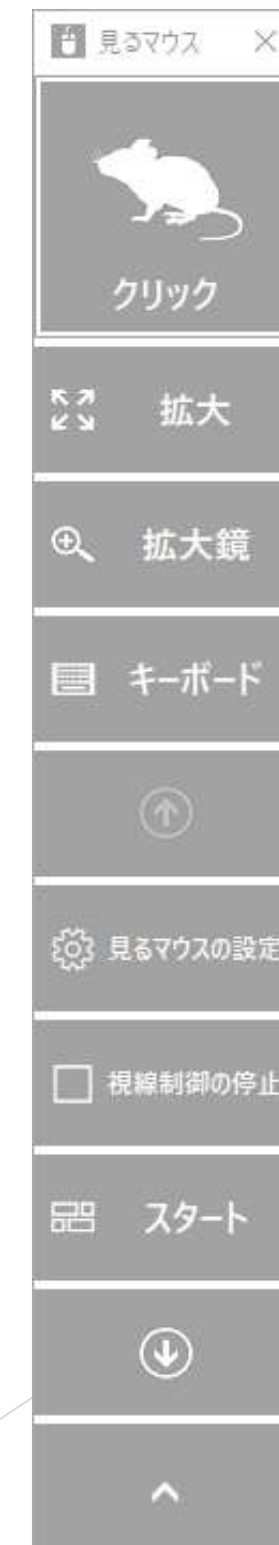 見るマウス
クリック
拡大
拡大鏡
キーボード
見るマウスの設定
視線制御の停止
スタート